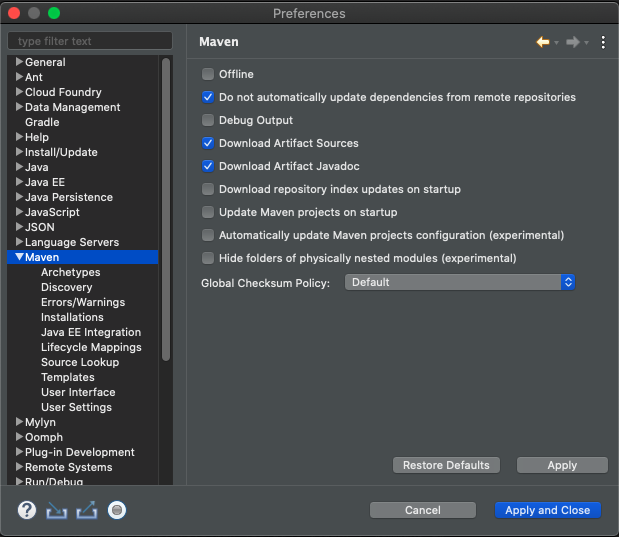 Preferences
type filter text
General
Ant
Cloud Foundry
Data Management
Gradle
Help
Install/Update
Java
Java EE
Java Persistence
JavaScript
JSON
Language Servers
Maven
Archetypes
Discovery
Errors/Warnings
Installations
Java EE Integration
Lifecycle Mappings
Source Lookup
Templates
User Interface
User Settings
Mylyn
Oomph
Plug-in Development
Remote Systems
Run/Debug
Maven
Offline
Do not automatically update dependencies from remote repositories
Debug Output
Download Artifact Sources
Download Artifact Javadoc
Download repository index updates on startup
Update Maven projects on startup
Automatically update Maven projects configuration (experimental)
Hide folders of physically nested modules (experimental)
Global Checksum Policy: Default
Restore Defaults Apply
? Cancel Apply and Close